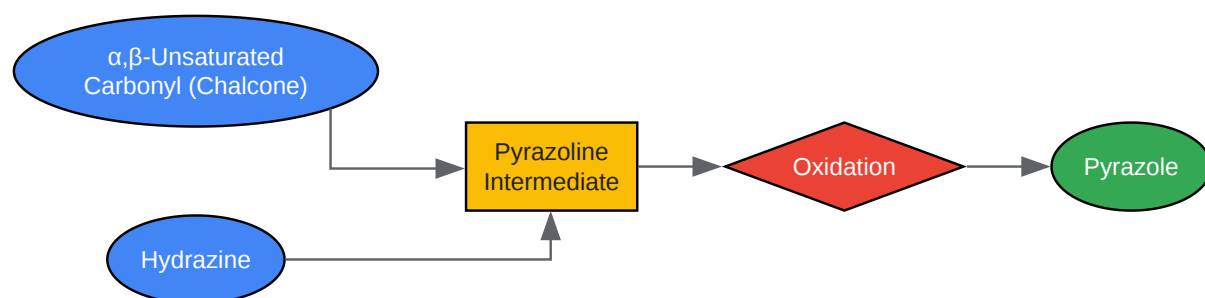 α,β-Unsaturated
Carbonyl (Chalcone)
Pyrazoline
Intermediate
Oxidation
Pyrazole
Hydrazine